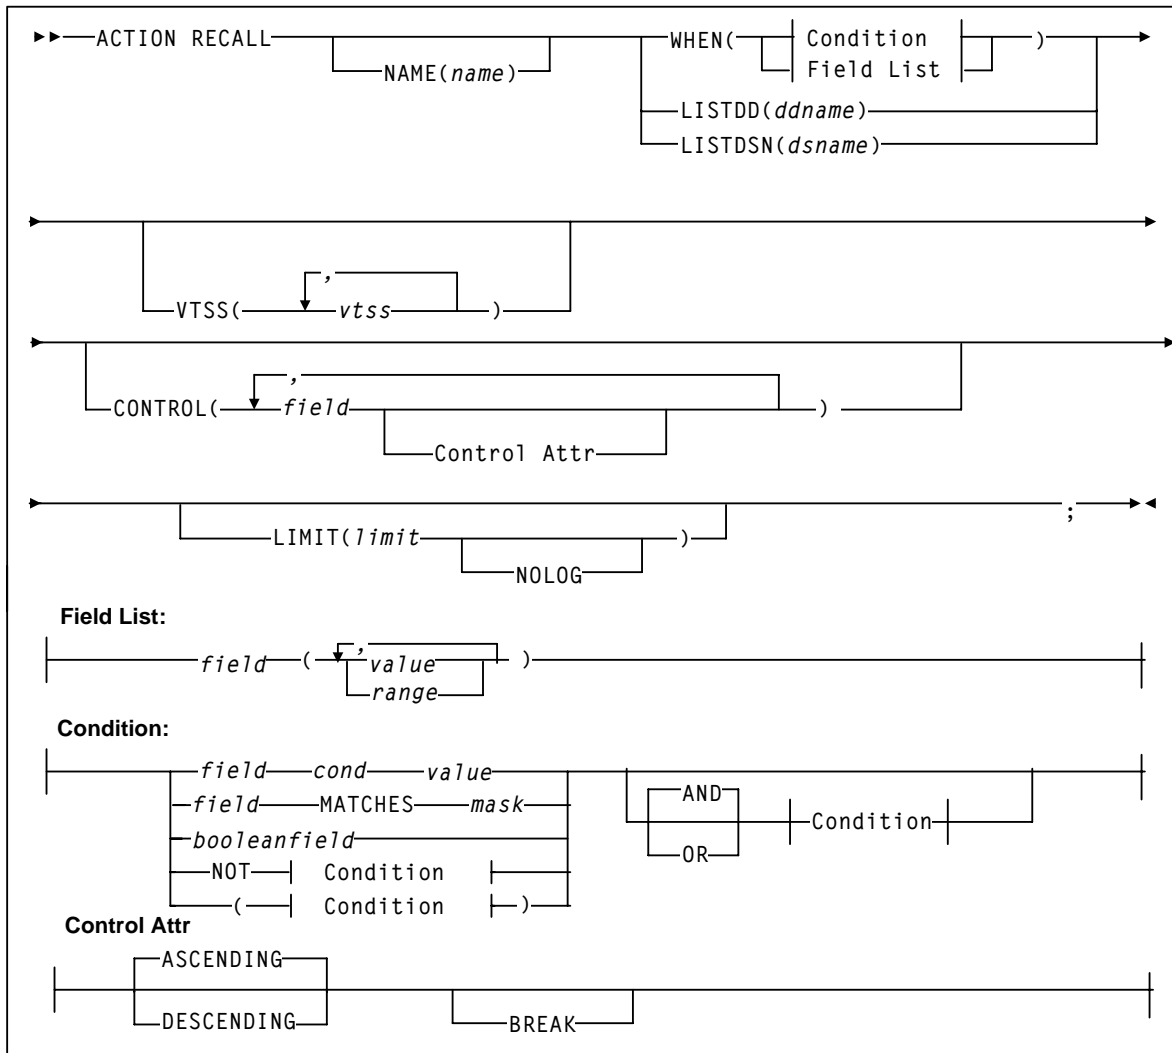 ACTION RECALL
NAME(name)
WHEN(
Condition
Field List
)
LISTDD(ddname)
LISTDSN(dsname)
VTSS(
,
vtss
)
CONTROL(
,
field
Control Attr
)
LIMIT(limit
NOLOG
)
;
Field List:
field (
,
value
range
)
Condition:
field cond value
field MATCHES mask
booleanfield
NOT Condition
( Condition )
AND
OR
Condition
Control Attr
ASCENDING
DESCENDING
BREAK